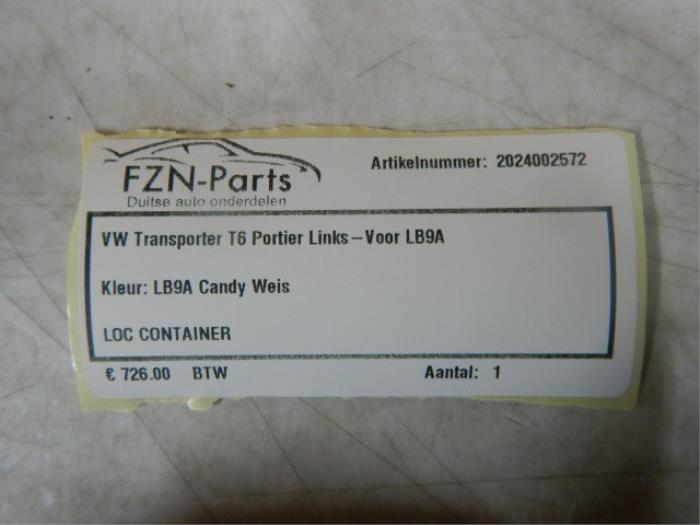 FZN-Parts
Duitse auto onderdelen
Artikelnummer: 2024002572
VW Transporter T6 Portier Links–Voor LB9A
Kleur: LB9A Candy Weis
LOC CONTAINER
€ 726.00 BTW
Aantal: 1